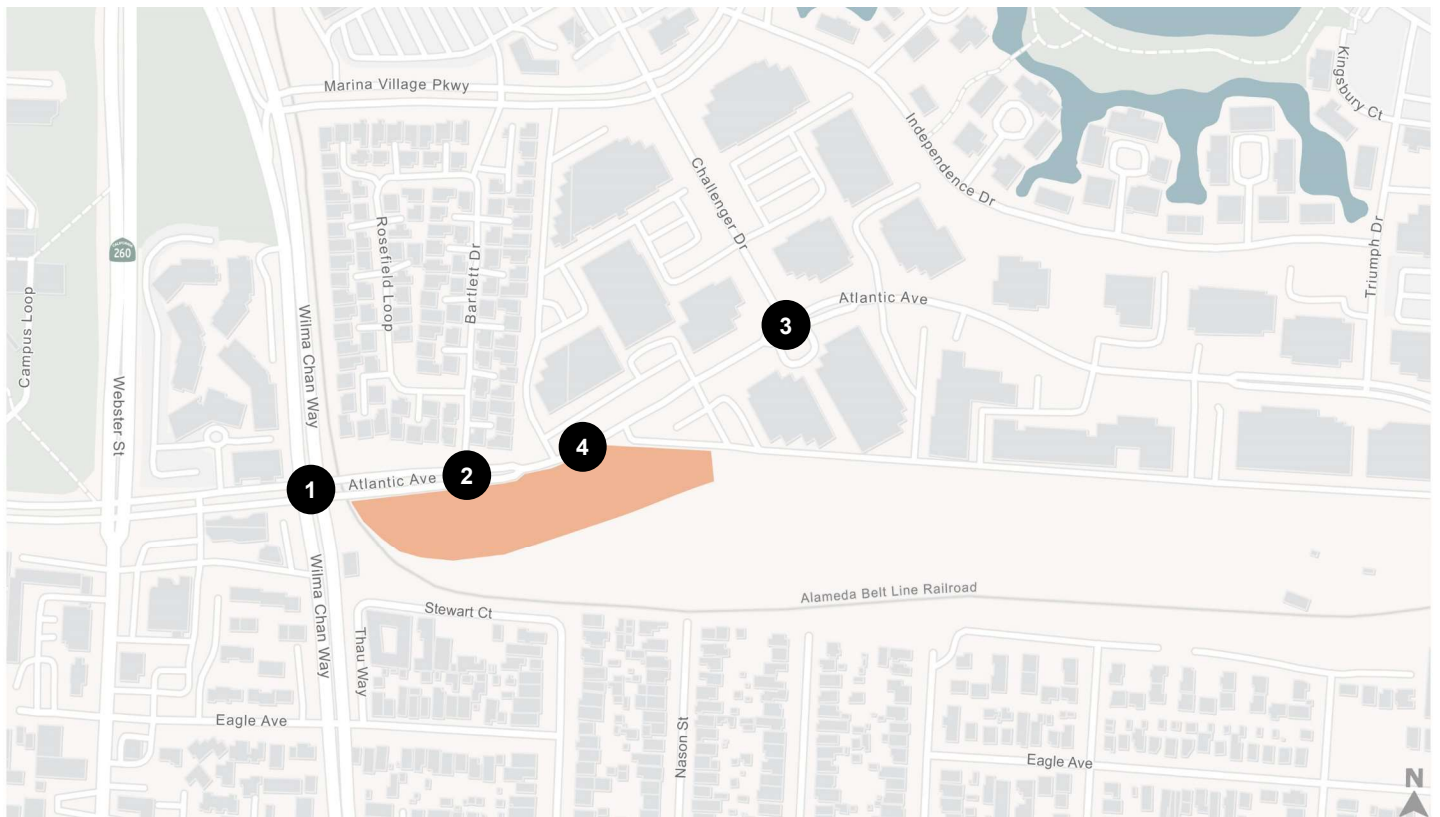 Marina Village Pkwy
Kingsbury Ct
Independence Dr
Challenger Dr
Rosefield Loop
Bartlett Dr
CALIFORNIA
260
Triumph Dr
Campus Loop
Wilma Chan Way
Atlantic Ave
3
Webster St
4
2
1
Atlantic Ave
Alameda Belt Line Railroad
Wilma Chan Way
Stewart Ct
Thau Way
Eagle Ave
Nason St
Eagle Ave
N